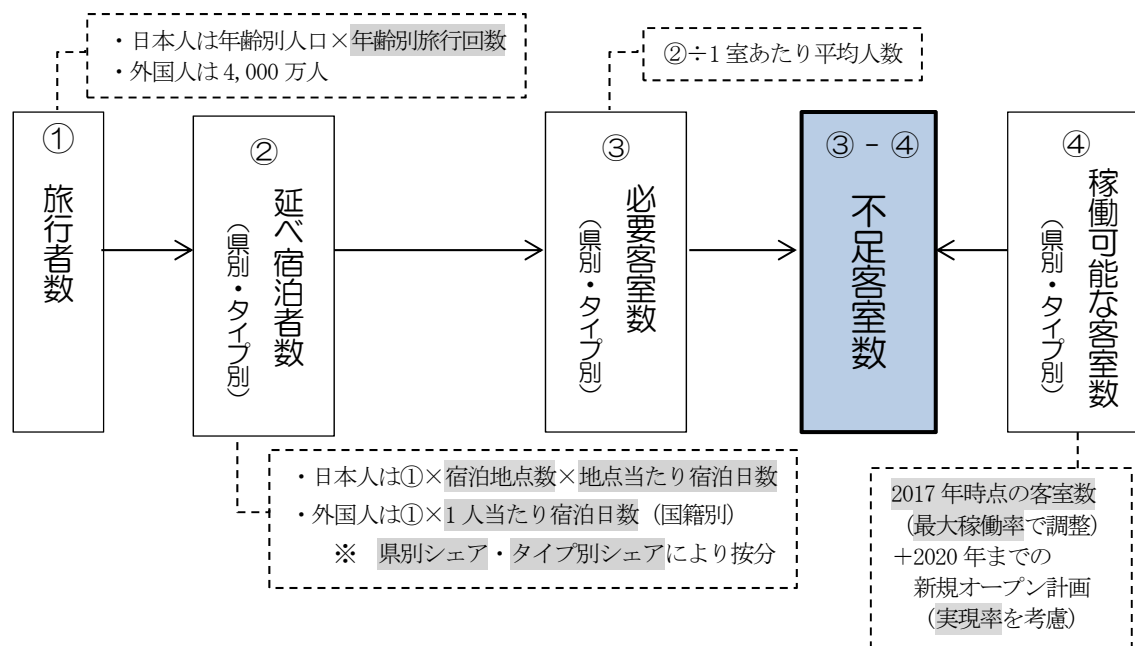 ・日本人は年齢別人口×年齢別旅行回数
・外国人は4,000万人
②÷1室あたり平均人数
①
旅行者数
②
延べ宿泊者数
（県別・タイプ別）
③
必要客室数
（県別・タイプ別）
③ - ④
不足客室数
④
稼働可能な客室数
（県別・タイプ別）
・日本人は①×宿泊地点数×地点当たり宿泊日数
・外国人は①×1人当たり宿泊日数（国籍別）
※　県別シェア・タイプ別シェアにより按分
2017年時点の客室数
（最大稼働率で調整）
＋2020年までの
新規オープン計画
（実現率を考慮）